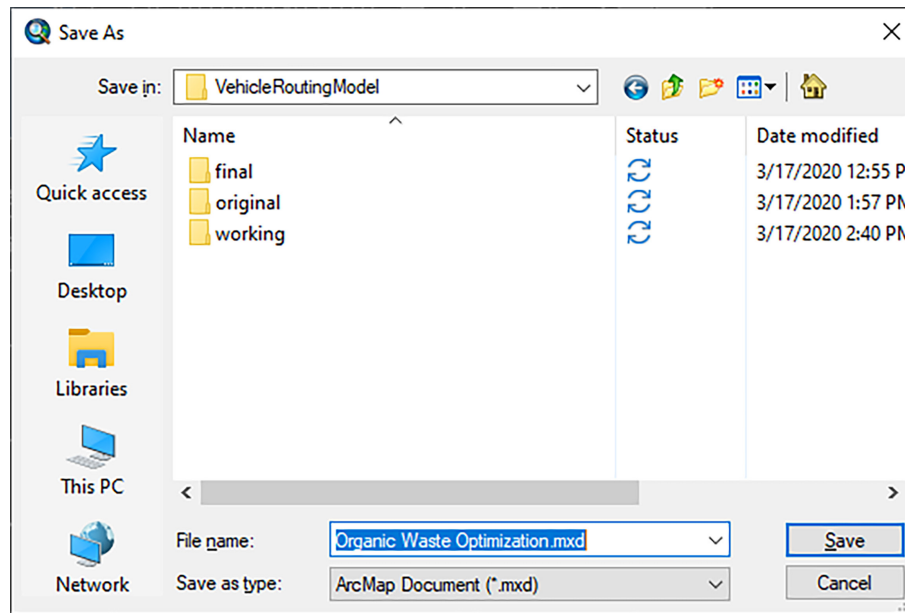 Save As
Save in: VehicleRoutingModel
Name Status Date modified
final 3/17/2020 12:55 P
original 3/17/2020 1:57 PM
working 3/17/2020 2:40 PM
Quick access
Desktop
Libraries
This PC
Network
File name: Organic Waste Optimization.mxd Save
Save as type: ArcMap Document (*.mxd) Cancel